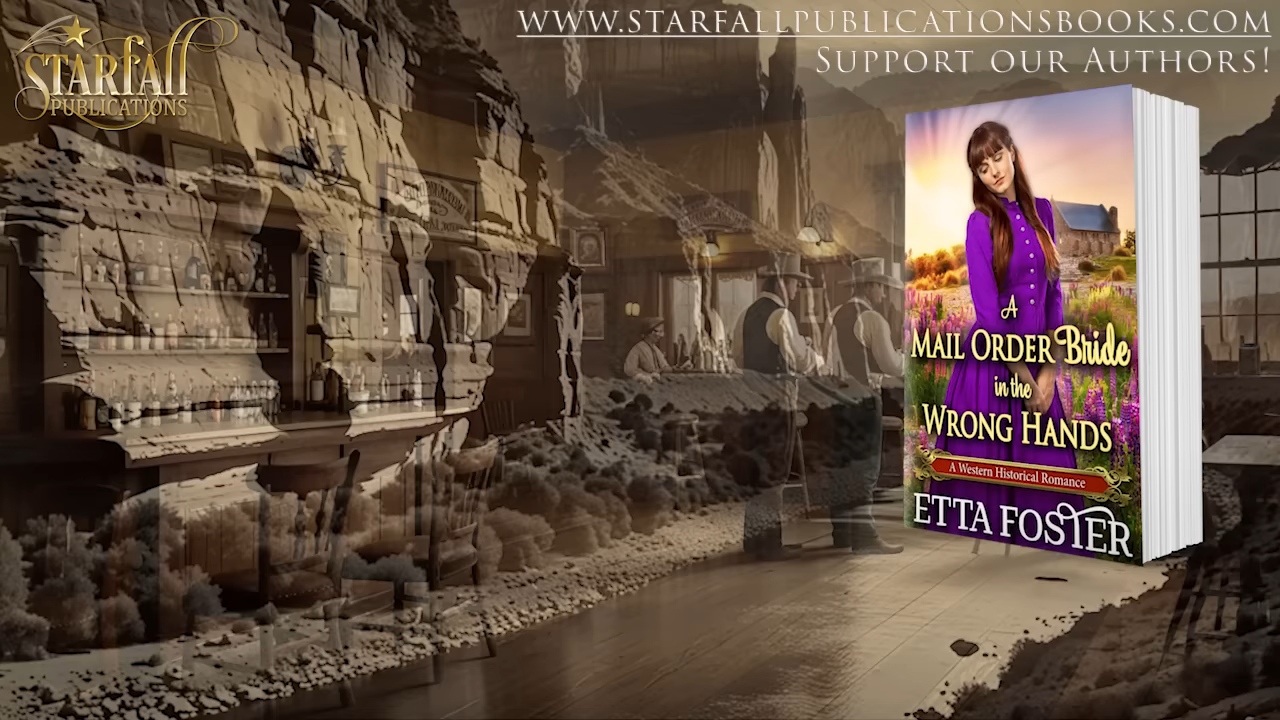 STARfall
PUBLICATIONS
www.starfallpublicationsbooks.com
Support our Authors!
A
MAIL ORDER Bride
in the
WRONG HANDS
A Western Historical Romance
ETTA FOSTER